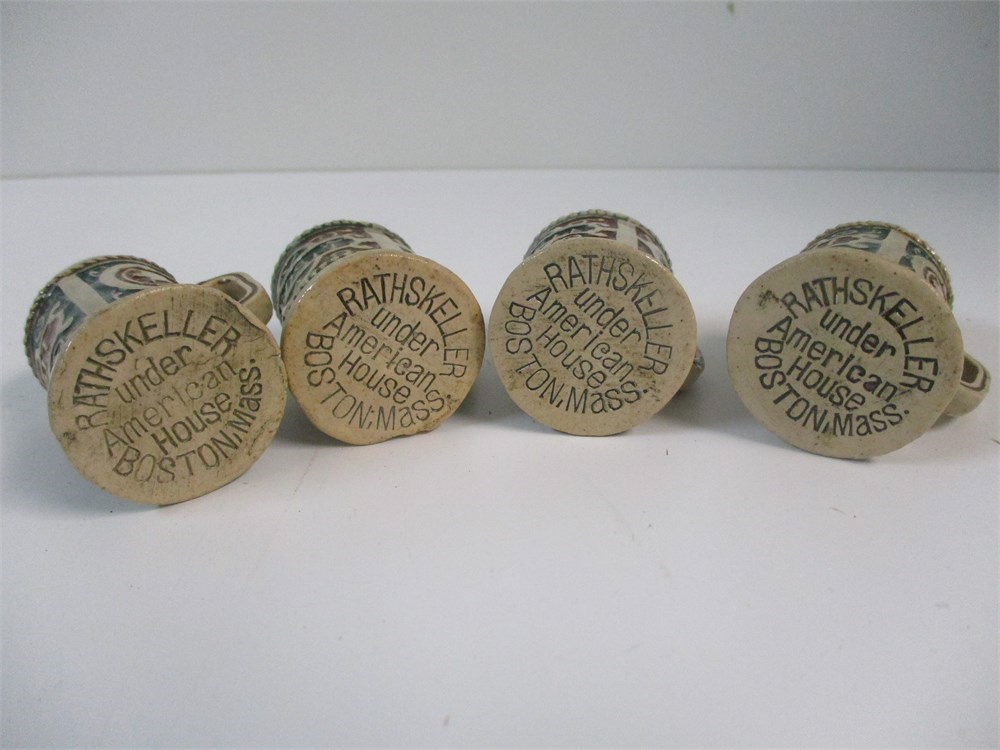 RATHSKELLER
under
American
House
BOSTON, Mass.
RATHSKELLER
under
American
House
BOSTON, Mass.
RATHSKELLER
under
American
House
BOSTON, Mass.
RATHSKELLER
under
American
House
BOSTON, Mass.